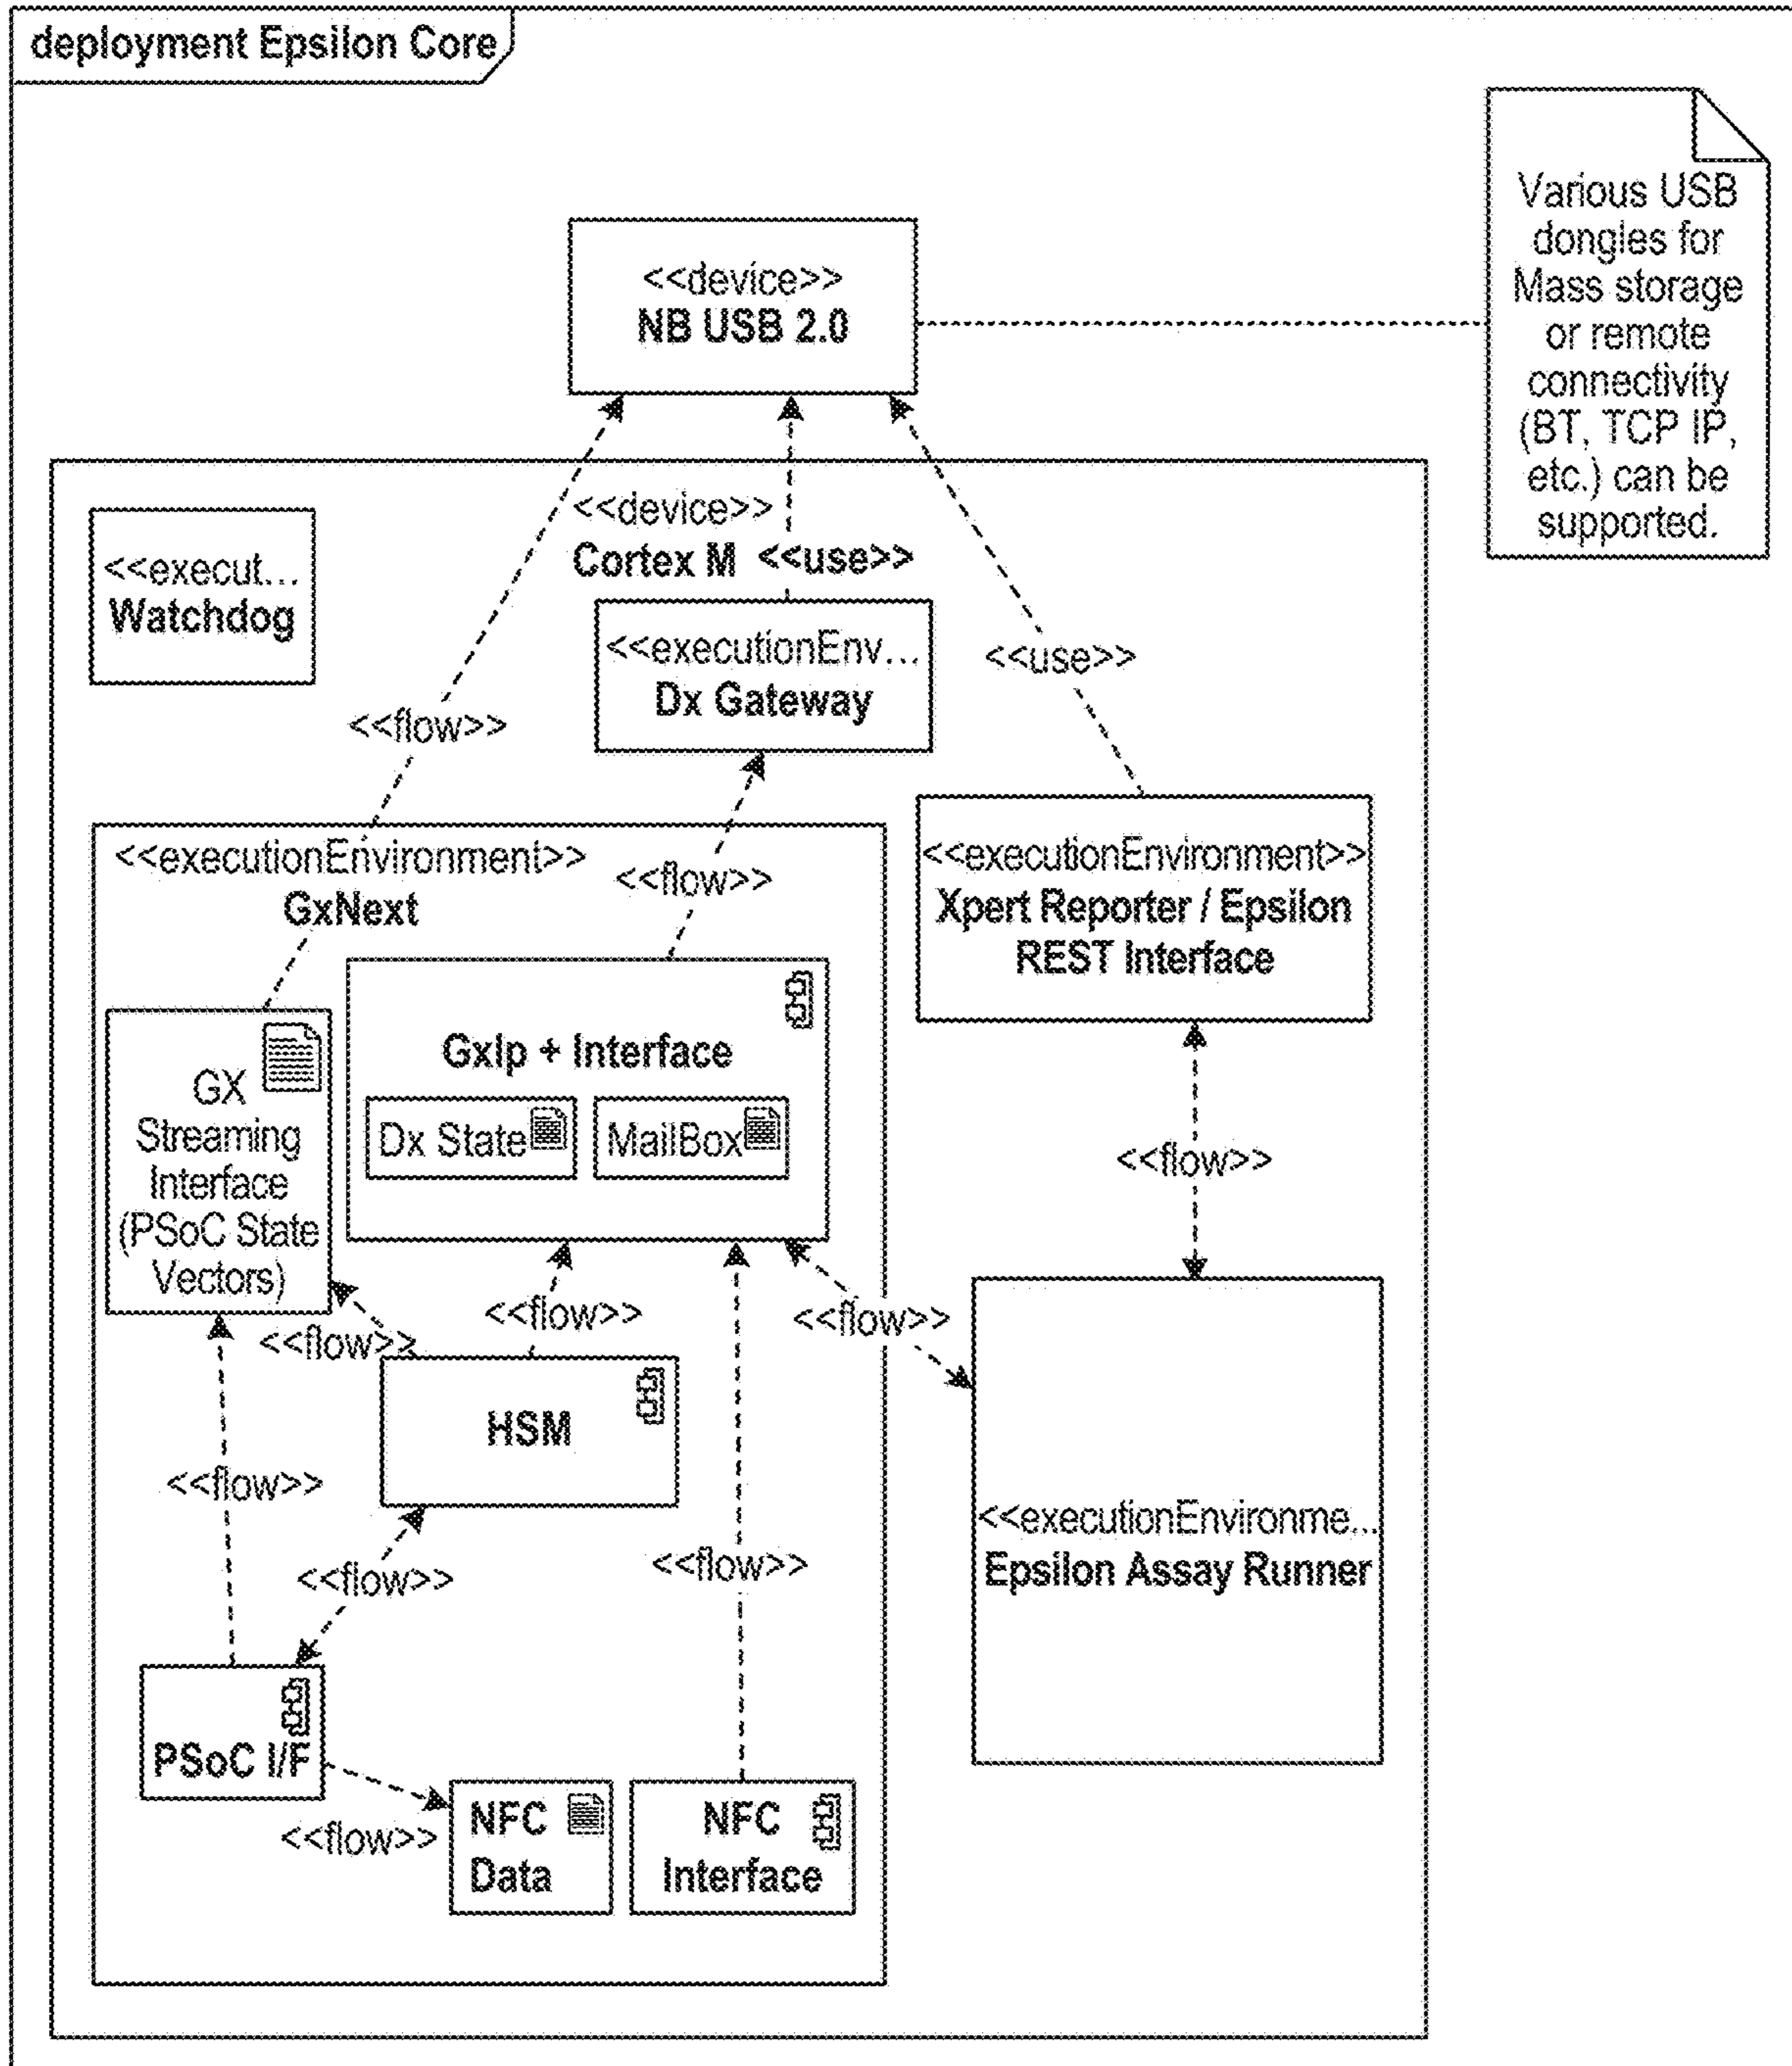 deployment Epsilon Core
Various USB
dongles for
Mass storage
or remote
connectivity
(BT, TCP IP,
etc.) can be
supported.
<<device>>
NB USB 2.0
<<device>>
Cortex M
<<use>>
<<execut...
Watchdog
<<executionEnv...
Dx Gateway
<<use>>
<<flow>>
<<executionEnvironment>>
GxNext
<<flow>>
<<executionEnvironment>>
Xpert Reporter / Epsilon
REST Interface
GxIp + Interface
Dx State
MailBox
GX
Streaming
Interface
(PSoC State
Vectors)
<<flow>>
<<flow>>
<<flow>>
<<flow>>
HSM
<<flow>>
<<flow>>
<<flow>>
<<executionEnvironme...
Epsilon Assay Runner
PSoC I/F
<<flow>>
NFC
Data
NFC
Interface